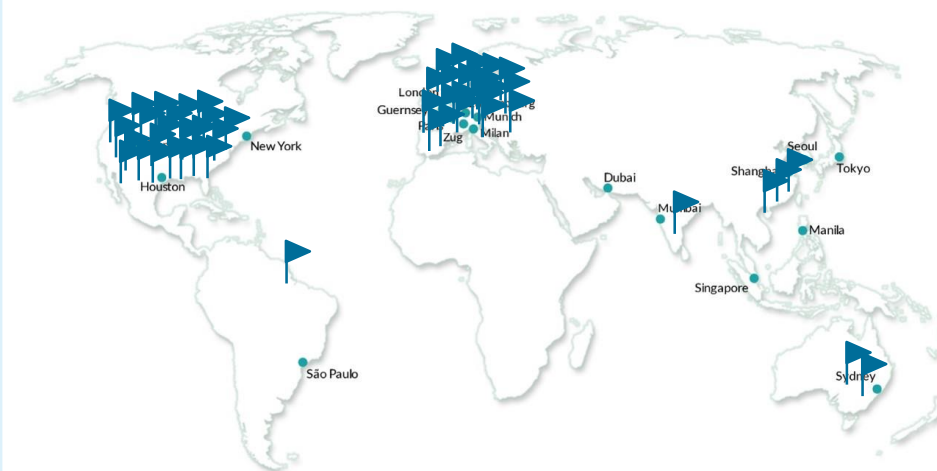 London
Guernsey
Munich
Zug
Milan
New York
Houston
Dubai
Mumbai
Seoul
Shanghai
Tokyo
Manila
Singapore
São Paulo
Sydney